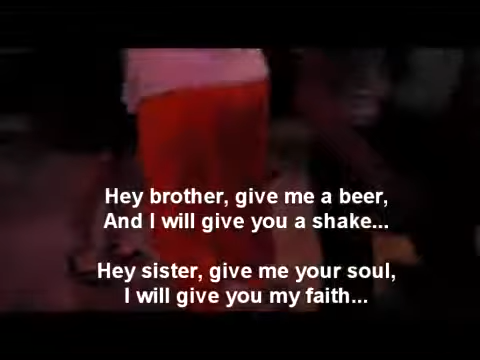 Hey brother, give me a beer,
And I will give you a shake...
Hey sister, give me your soul,
I will give you my faith...